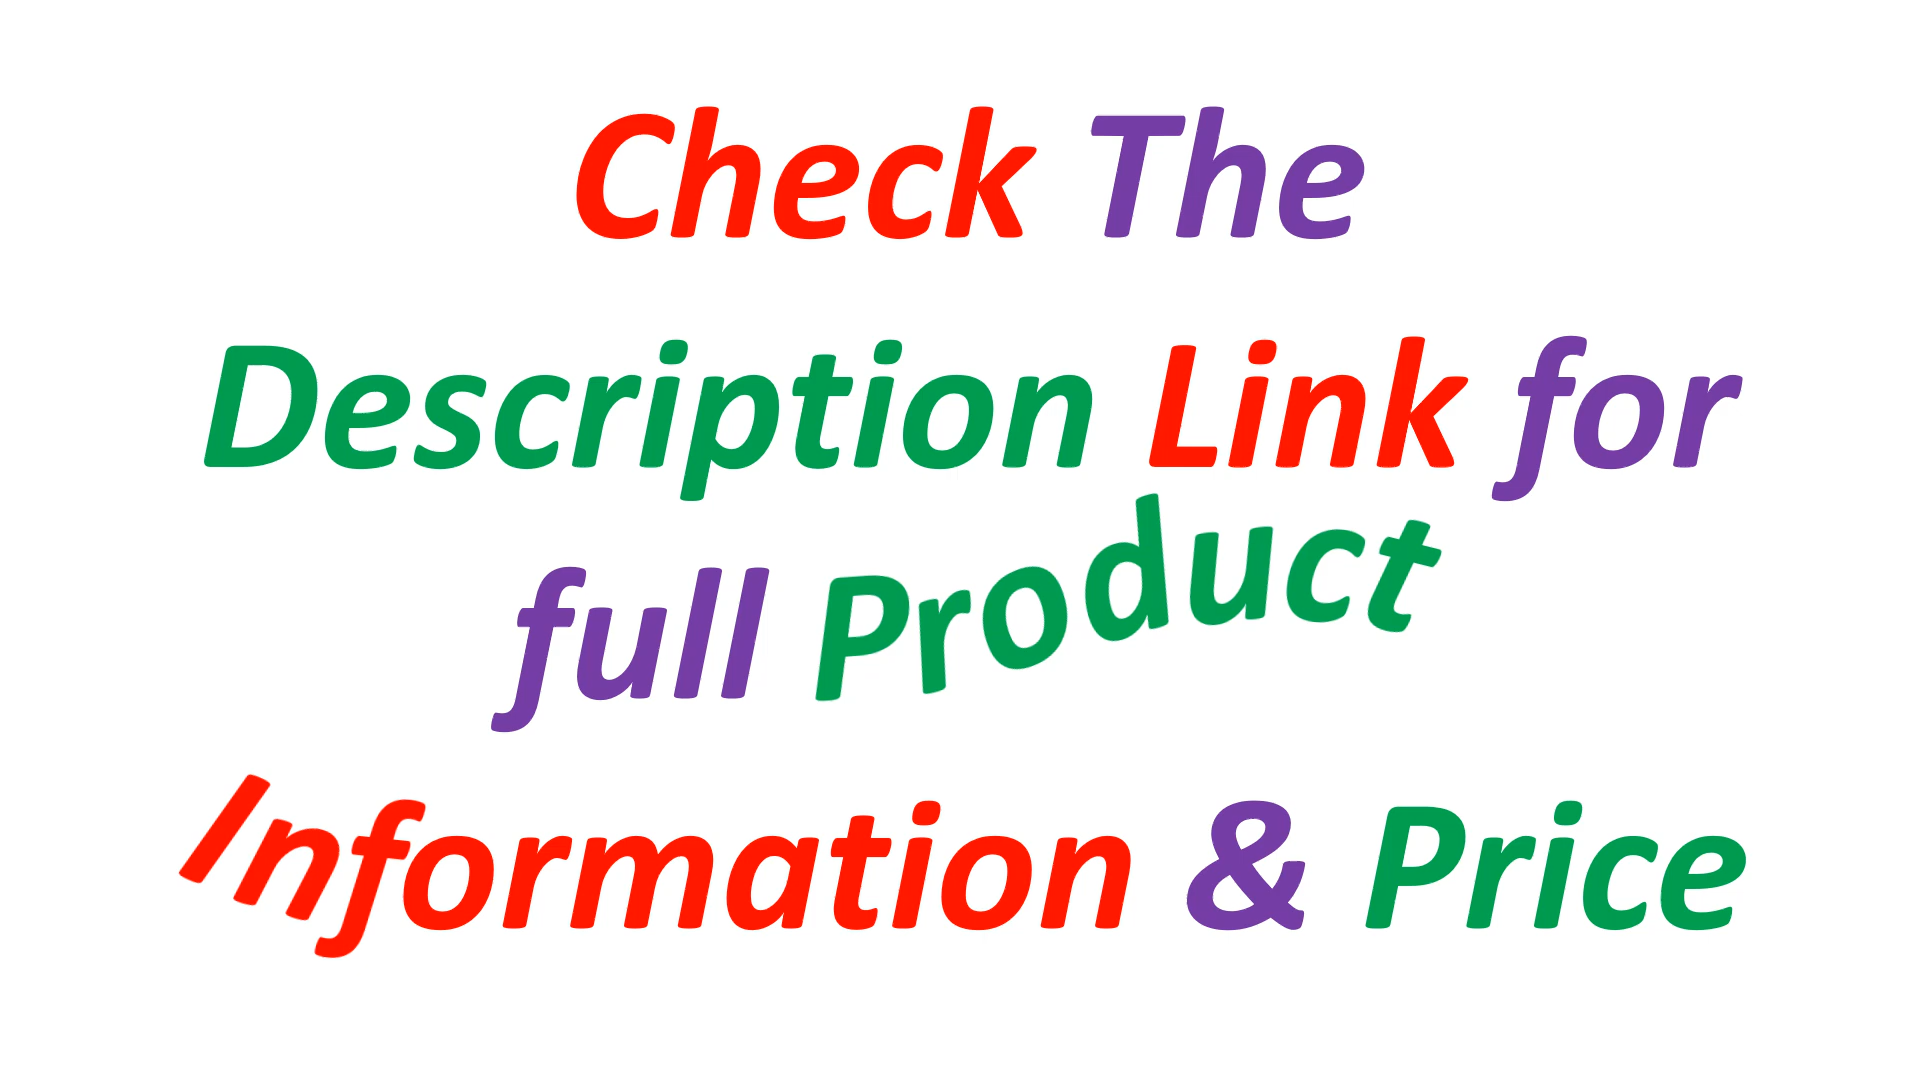 Check The
Description Link for
full Product
Information & Price